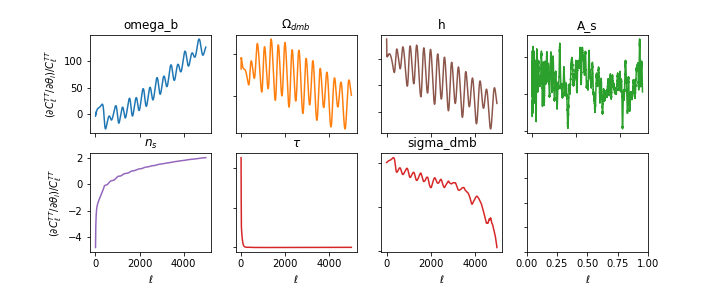 omega_b
Ω_{dmb}
h
A_s
(∂C_ℓ^{TT}/∂θ_i)/C_ℓ^{TT}
100
50
0
n_s
τ
sigma_dmb
(∂C_ℓ^{TT}/∂θ_i)/C_ℓ^{TT}
2
0
−2
−4
0 2000 4000
0 2000 4000
0 2000 4000
0.00 0.25 0.50 0.75 1.00
ℓ ℓ ℓ ℓ